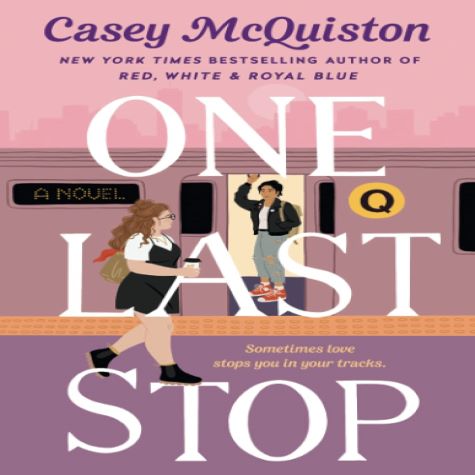 Casey McQuiston
NEW YORK TIMES BESTSELLING AUTHOR OF
RED, WHITE & ROYAL BLUE
ONE
Q
A NOVEL
LAST
Sometimes love
stops you in your tracks.
STOP